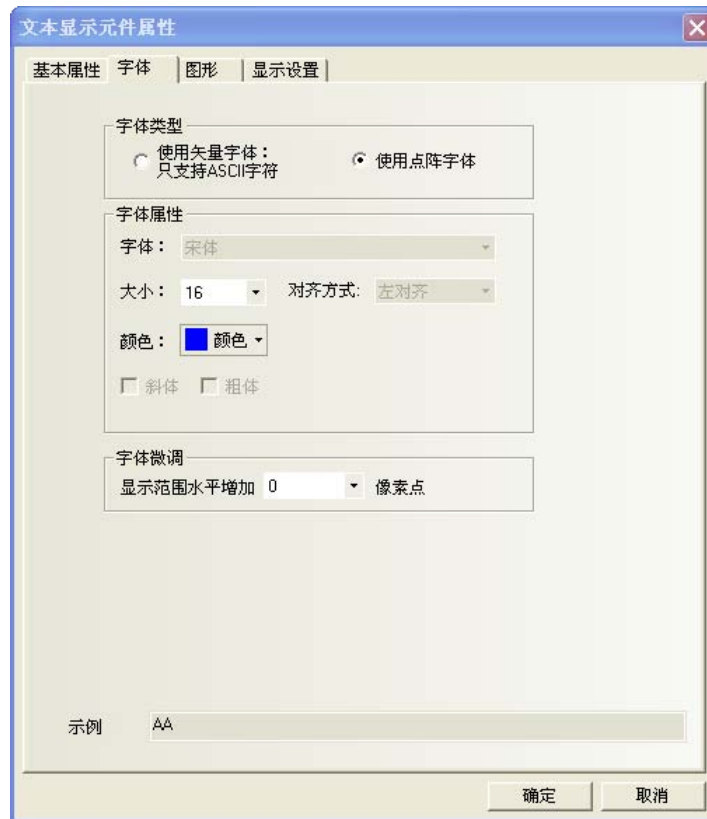 文本显示元件属性
基本属性 字体 图形 显示设置
字体类型
使用矢量字体：
只支持ASCII字符
使用点阵字体
字体属性
字体： 宋体
大小： 16 对齐方式: 左对齐
颜色： 颜色
斜体 粗体
字体微调
显示范围水平增加 0 像素点
示例 AA
确定 取消